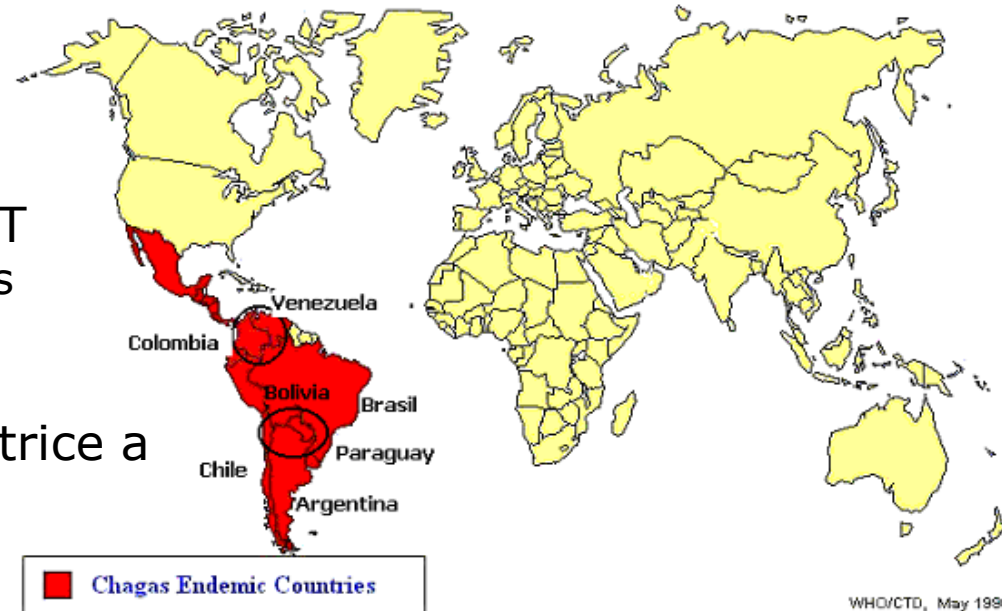 T
s
Venezuela
Colombia
Bolivia
Brasil
trice a
Paraguay
Chile
Argentina
Chagas Endemic Countries
WHO/CTD, May 199